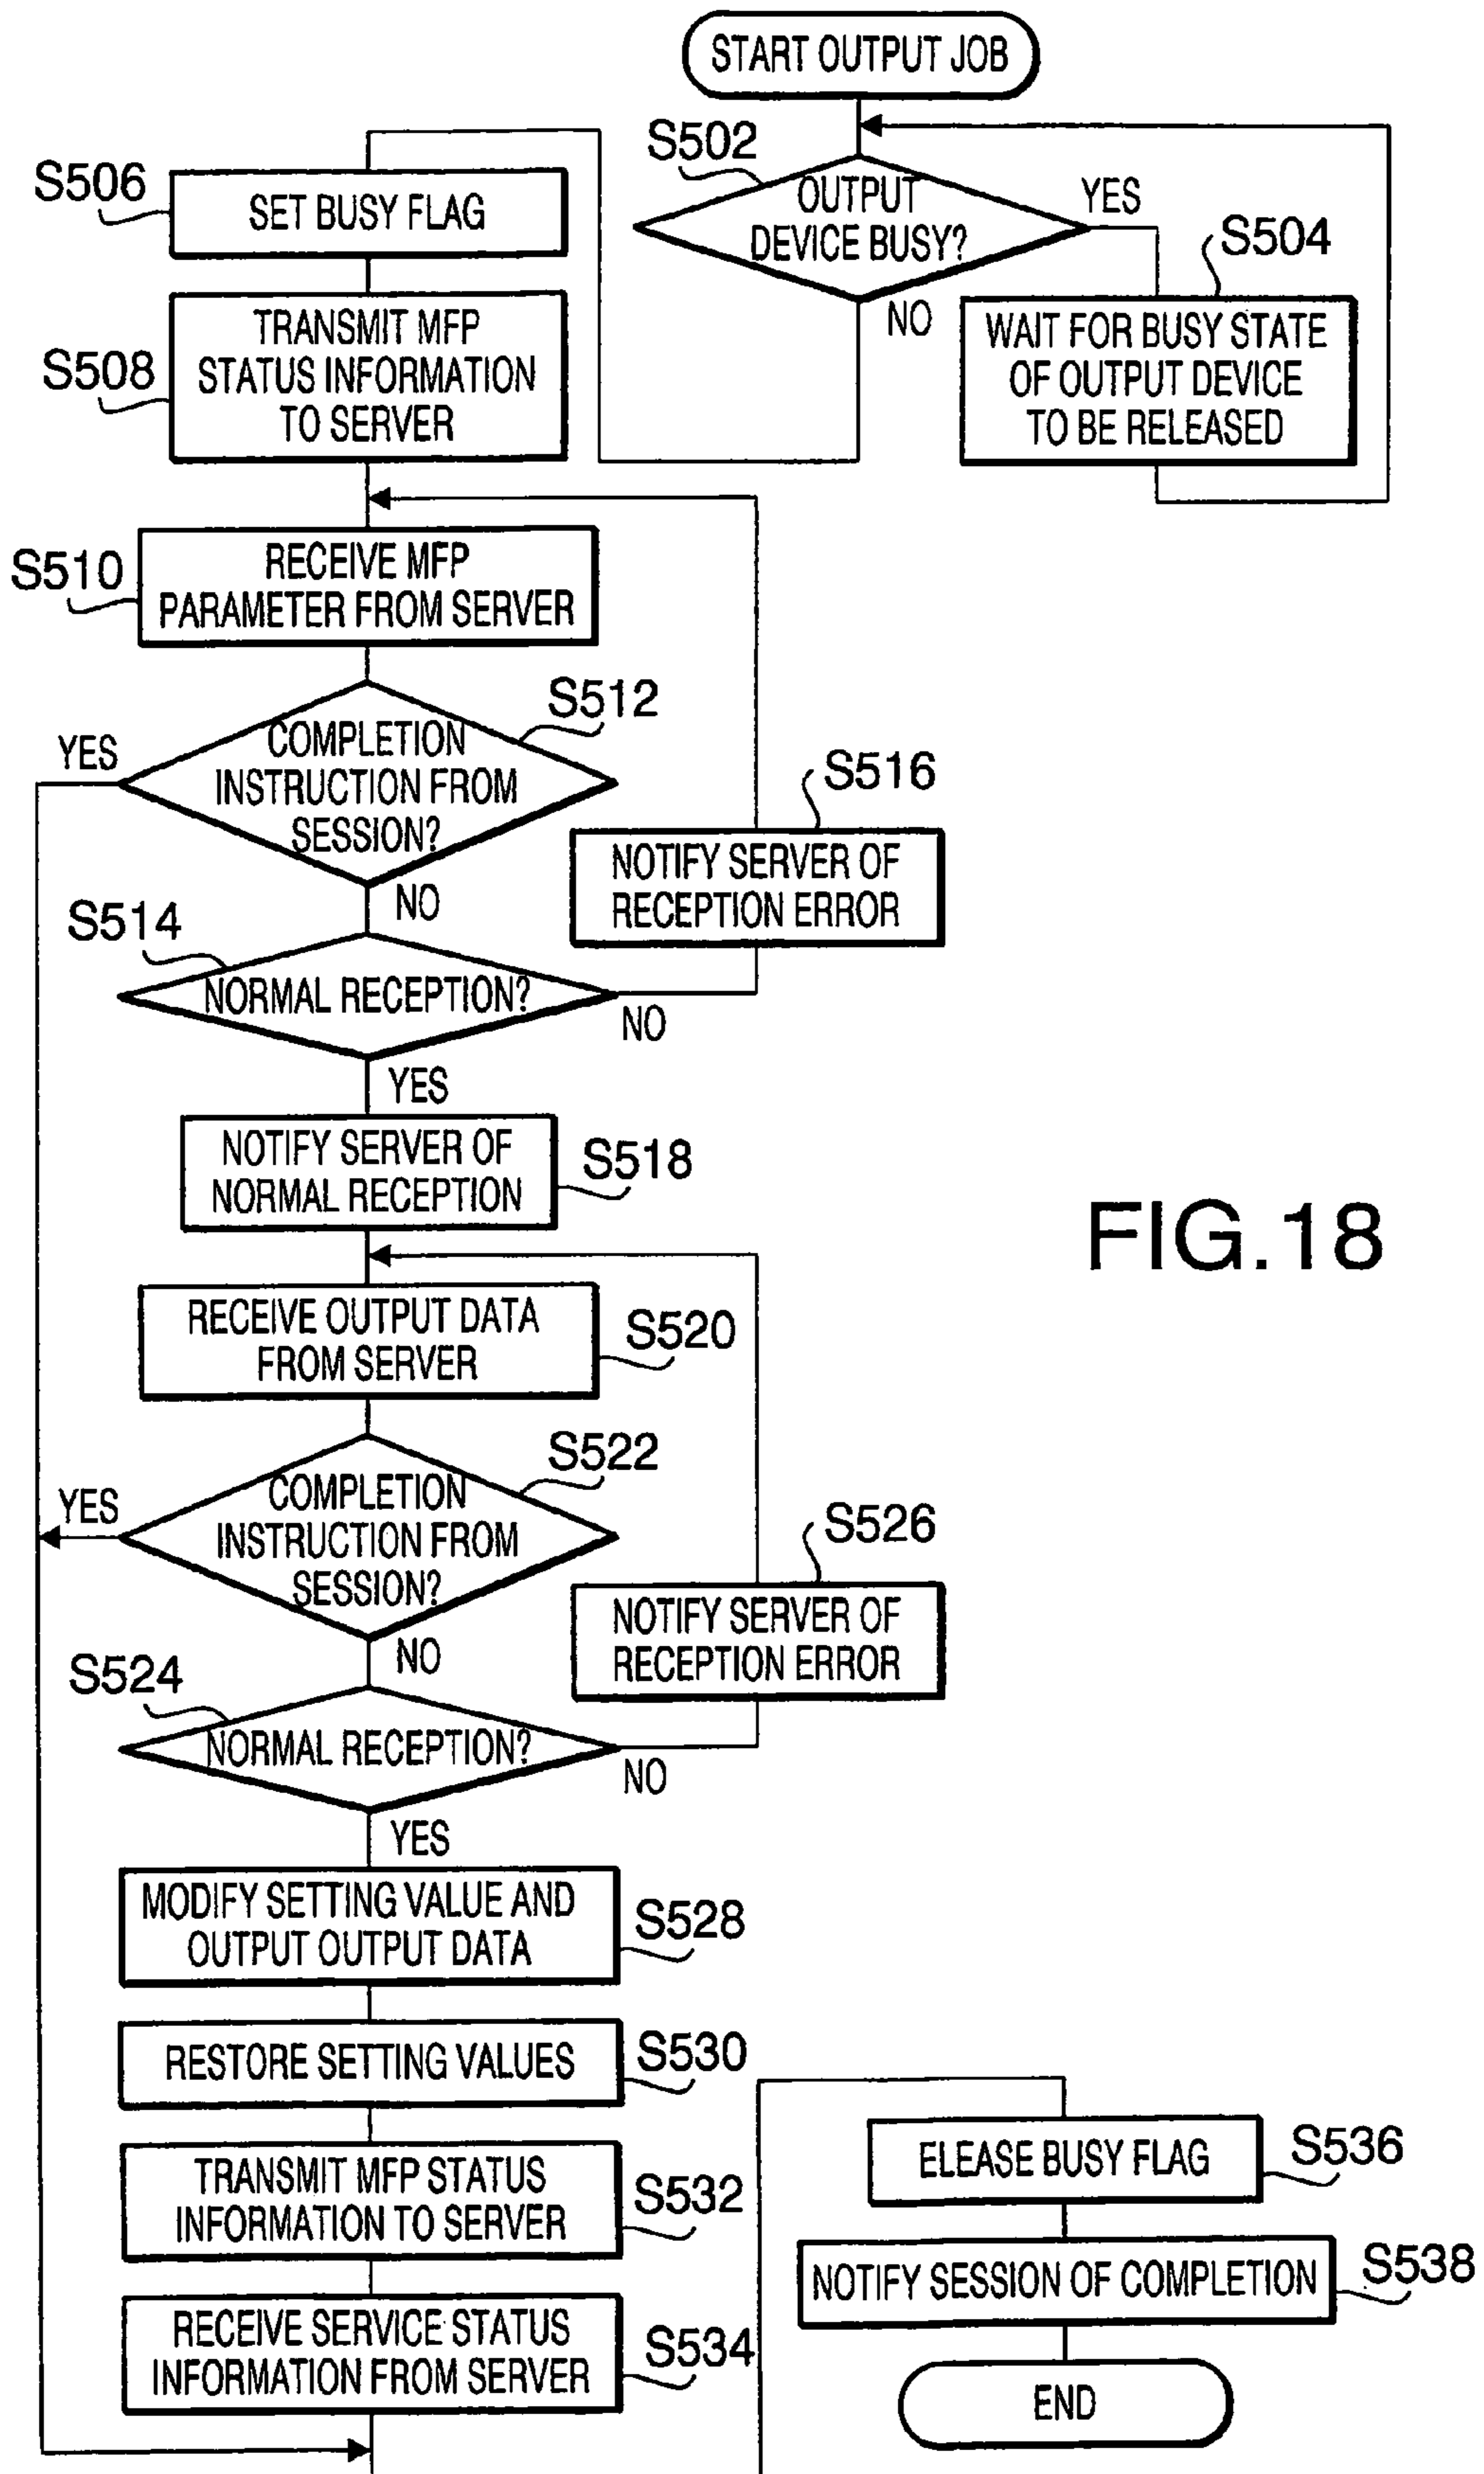 START OUTPUT JOB
S502
OUTPUT
DEVICE BUSY?
YES
NO
S504
WAIT FOR BUSY STATE
OF OUTPUT DEVICE
TO BE RELEASED
S506
SET BUSY FLAG
S508
TRANSMIT MFP
STATUS INFORMATION
TO SERVER
S510
RECEIVE MFP
PARAMETER FROM SERVER
S512
COMPLETION
INSTRUCTION FROM
SESSION?
YES
NO
S514
NORMAL RECEPTION?
NO
YES
S516
NOTIFY SERVER OF
RECEPTION ERROR
NOTIFY SERVER OF
NORMAL RECEPTION
S518
FIG.18
RECEIVE OUTPUT DATA
FROM SERVER
S520
S522
COMPLETION
INSTRUCTION FROM
SESSION?
YES
NO
S524
NORMAL RECEPTION?
NO
YES
S526
NOTIFY SERVER OF
RECEPTION ERROR
MODIFY SETTING VALUE AND
OUTPUT OUTPUT DATA
S528
RESTORE SETTING VALUES
S530
TRANSMIT MFP STATUS
INFORMATION TO SERVER
S532
RECEIVE SERVICE STATUS
INFORMATION FROM SERVER
S534
ELEASE BUSY FLAG
S536
NOTIFY SESSION OF COMPLETION
S538
END